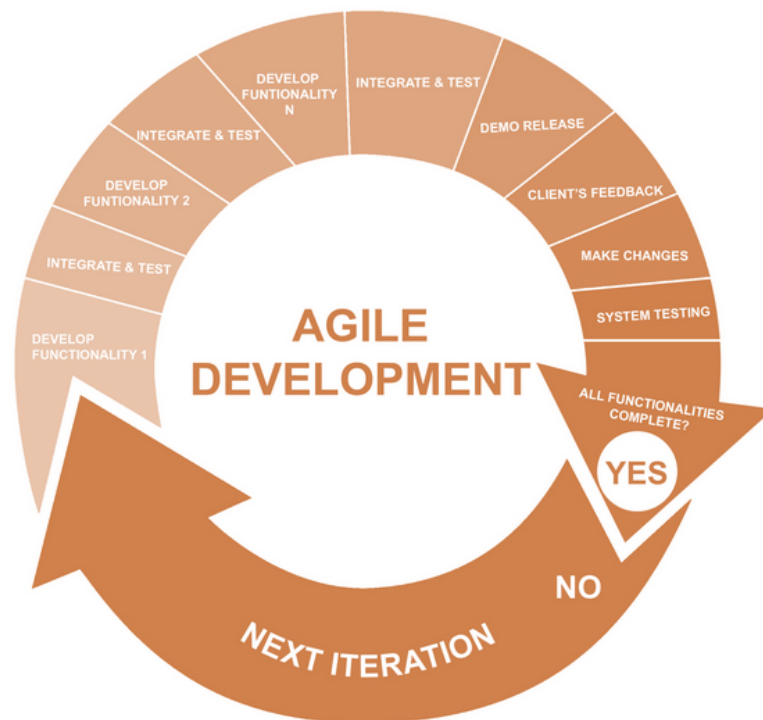 DEVELOP
FUNCTIONALITY 1
INTEGRATE & TEST
DEVELOP
FUNTIONALITY 2
INTEGRATE & TEST
DEVELOP
FUNTIONALITY
N
INTEGRATE & TEST
DEMO RELEASE
CLIENT'S FEEDBACK
MAKE CHANGES
SYSTEM TESTING
ALL FUNCTIONALITIES
COMPLETE?
YES
NO
NEXT ITERATION
AGILE
DEVELOPMENT